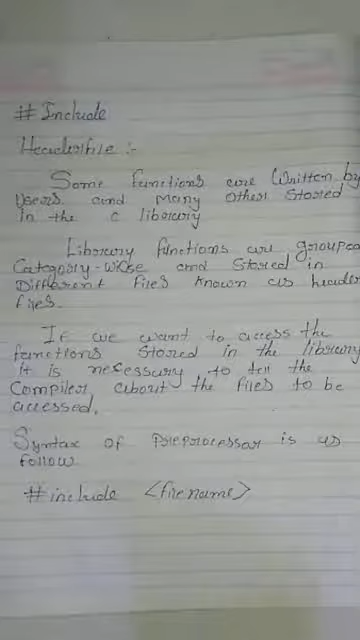 # Include
Headerfile :-
Some functions are Written by
Users and Many Other Stored
In the C library
Library functions are grouped
Category-wise and Stored in
Different files known as header
files.
If we want to access the
functions Stored in the library
it is necessary to tell the
Compiler about the files to be
accessed.
Syntax of Preprocessor is as
follow
#include <filename>